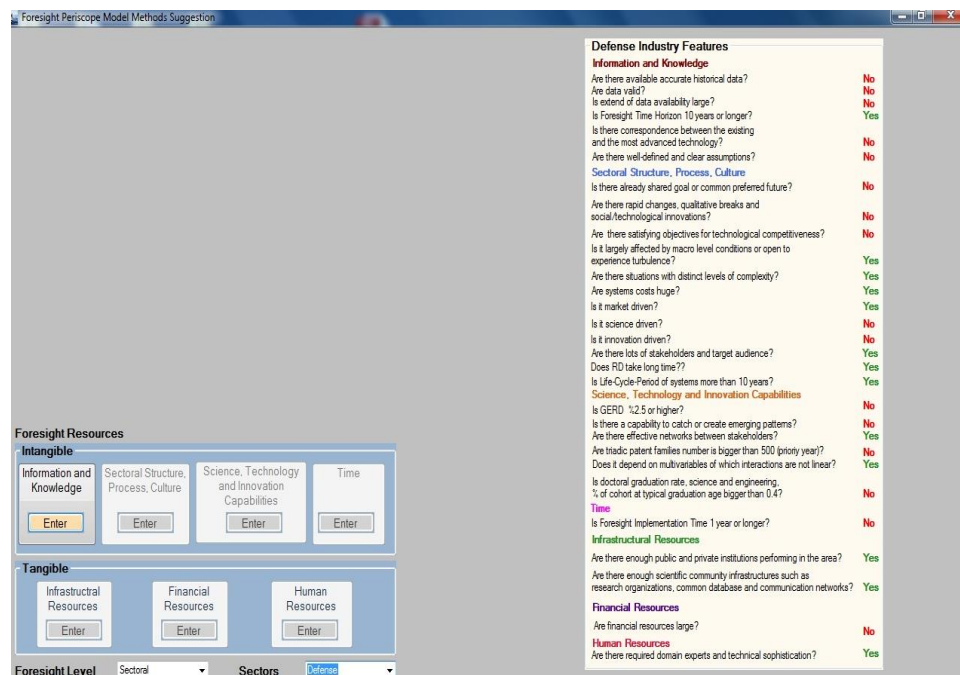 Foresight Periscope Model Methods Suggestion
Defense Industry Features
Information and Knowledge
Are there available accurate historical data? No
Are data valid? No
Is extend of data availability large? No
Is Foresight Time Horizon 10 years or longer? Yes
Is there correspondence between the existing
and the most advanced technology? No
Are there well-defined and clear assumptions? No
Sectoral Structure, Process, Culture
Is there already shared goal or common preferred future? No
Are there rapid changes, qualitative breaks and
social/technological innovations? No
Are there satisfying objectives for technological competitiveness? No
Is it largely affected by macro level conditions or open to
experience turbulence? Yes
Are there situations with distinct levels of complexity? Yes
Are systems costs huge? Yes
Is it market driven? Yes
Is it science driven? No
Is it innovation driven? No
Are there lots of stakeholders and target audience? Yes
Does RD take long time?? Yes
Is Life-Cycle-Period of systems more than 10 years? Yes
Science, Technology and Innovation Capabilities
Is GERD %2.5 or higher? No
Is there a capability to catch or create emerging patterns? No
Are there effective networks between stakeholders? Yes
Are triadic patent families number is bigger than 500 (priorty year)? No
Does it depend on multivariables of which interactions are not linear? Yes
Is doctoral graduation rate, science and engineering,
% of cohort at typical graduation age bigger than 0.4? No
Time
Is Foresight Implementation Time 1 year or longer? No
Infrastructural Resources
Are there enough public and private institutions performing in the area? Yes
Are there enough scientific community infrastructures such as
research organizations, common database and communication networks? Yes
Financial Resources
Are financial resources large? No
Human Resources
Are there required domain experts and technical sophistication? Yes
Foresight Resources
Intangible
Information and
Knowledge
Enter
Sectoral Structure,
Process, Culture
Enter
Science, Technology
and Innovation
Capabilities
Enter
Time
Enter
Tangible
Infrastructral
Resources
Enter
Financial
Resources
Enter
Human
Resources
Enter
Foresight Level Sectoral Sectors Defense